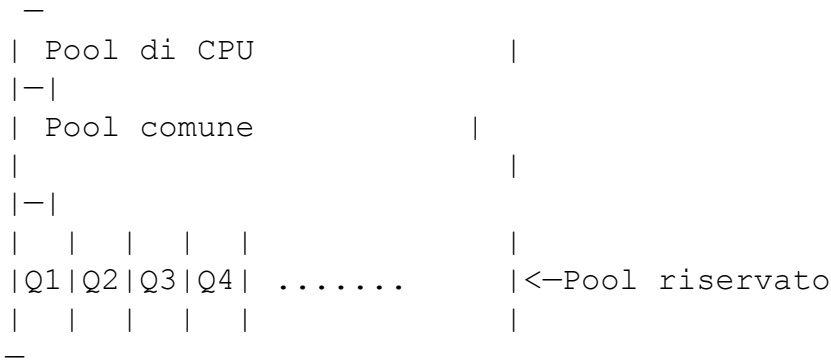 —
| Pool di CPU |
|—|
| Pool comune |
| |
|—|
| | | | | |
|Q1|Q2|Q3|Q4| ....... |<—Pool riservato
| | | | | |
—